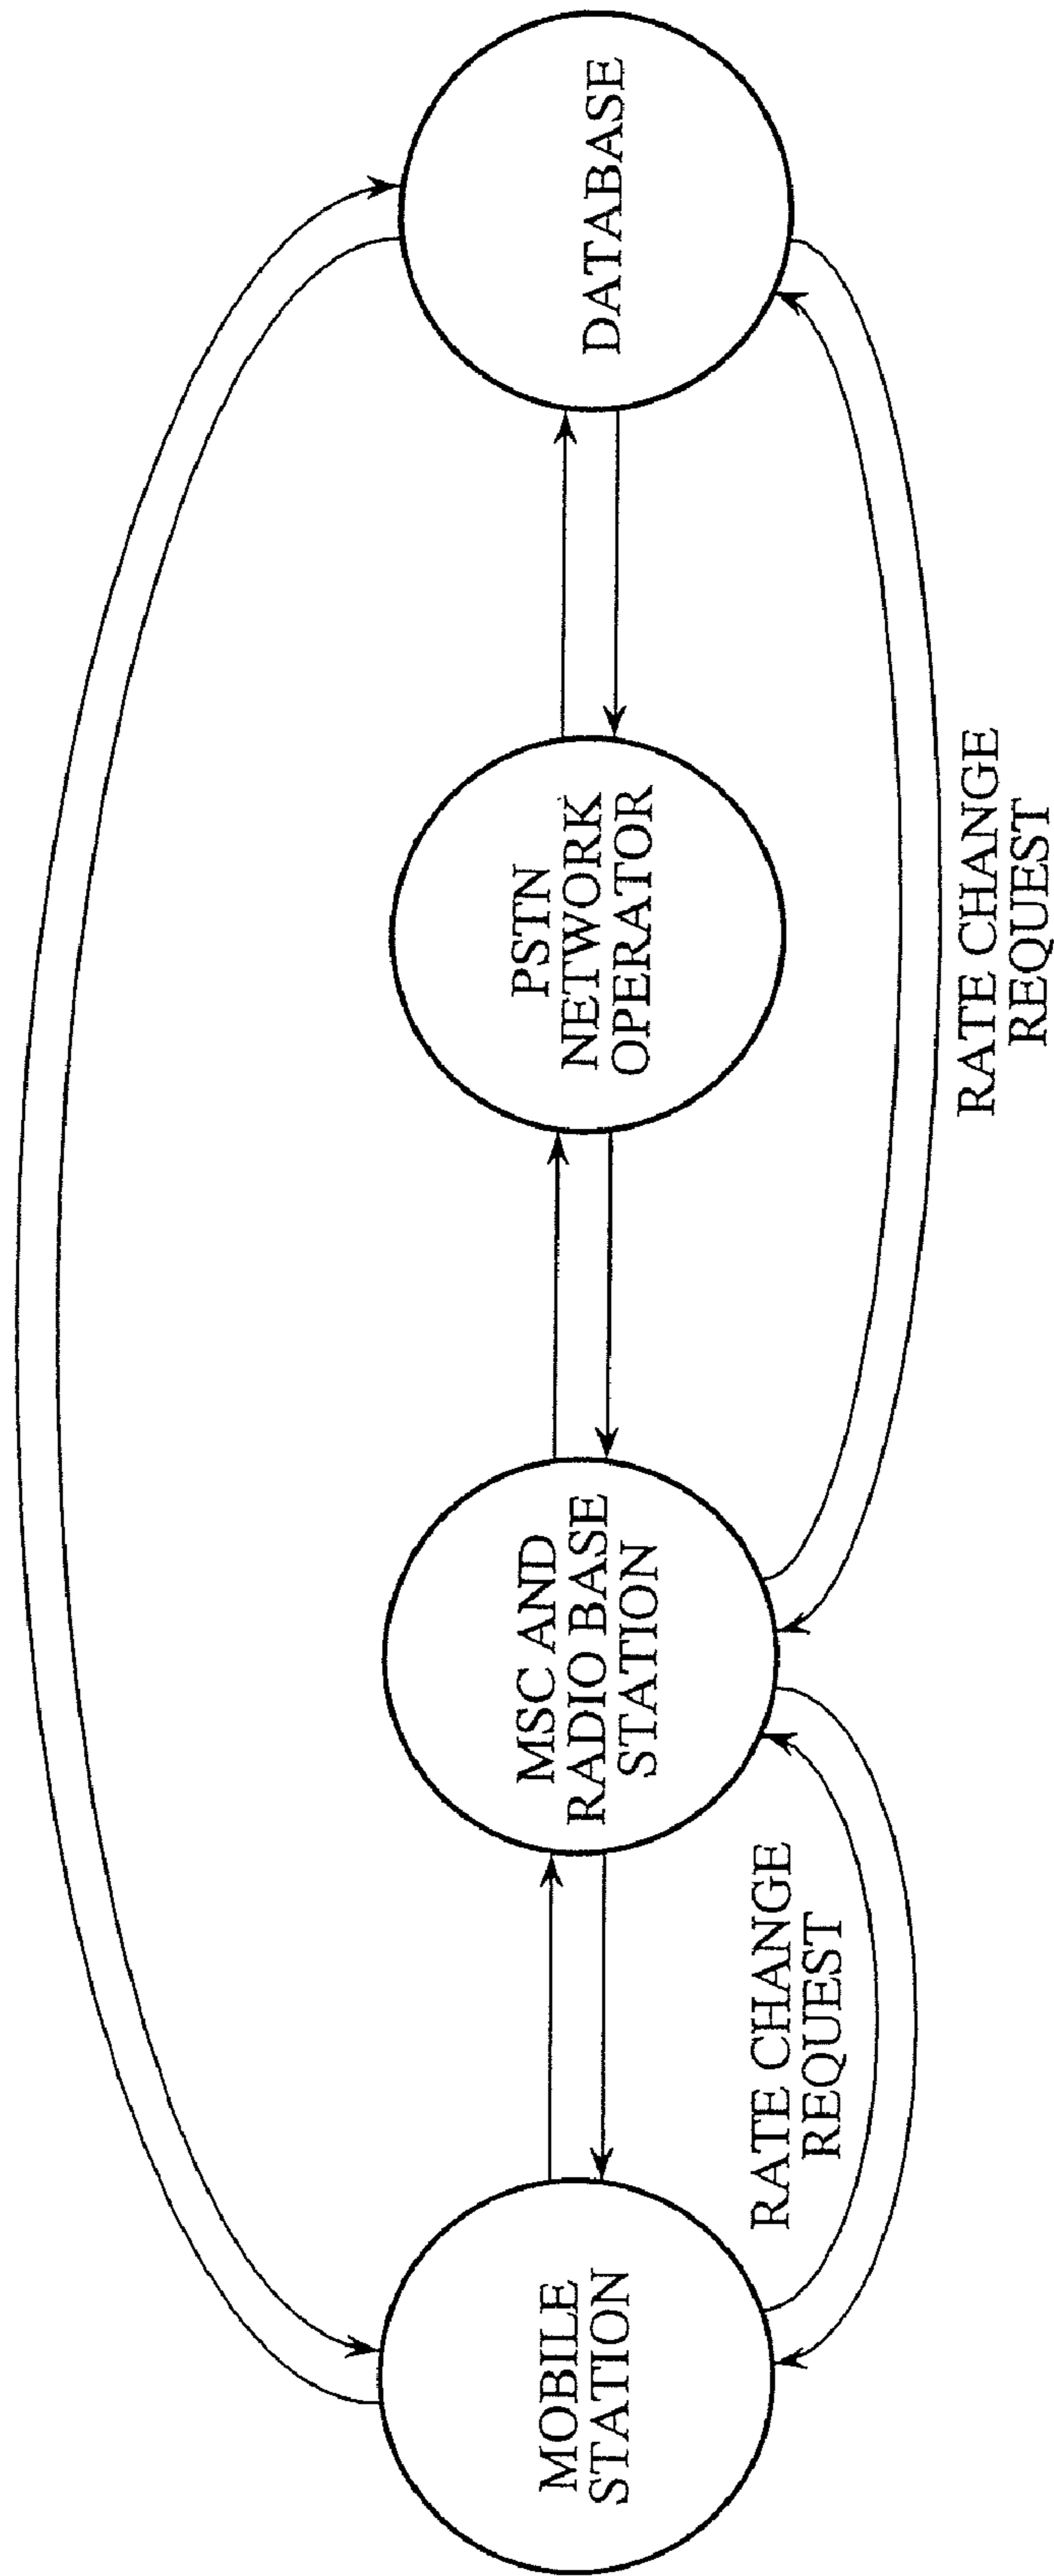 MOBILE
STATION
MSC AND
RADIO BASE
STATION
PSTN
NETWORK
OPERATOR
DATABASE
RATE CHANGE
REQUEST
RATE CHANGE
REQUEST